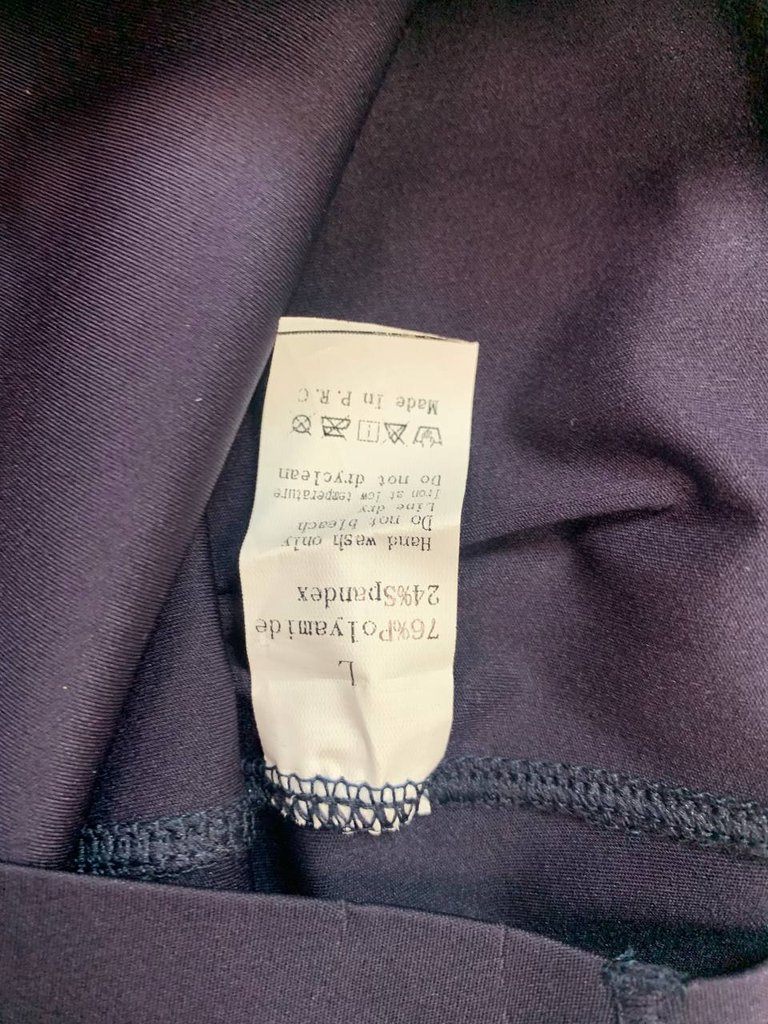 L
76%Polyamide
24%Spandex
Hand wash only
Do not bleach
Line dry
Iron at low temperature
Do not dryclean
Made In P.R.C